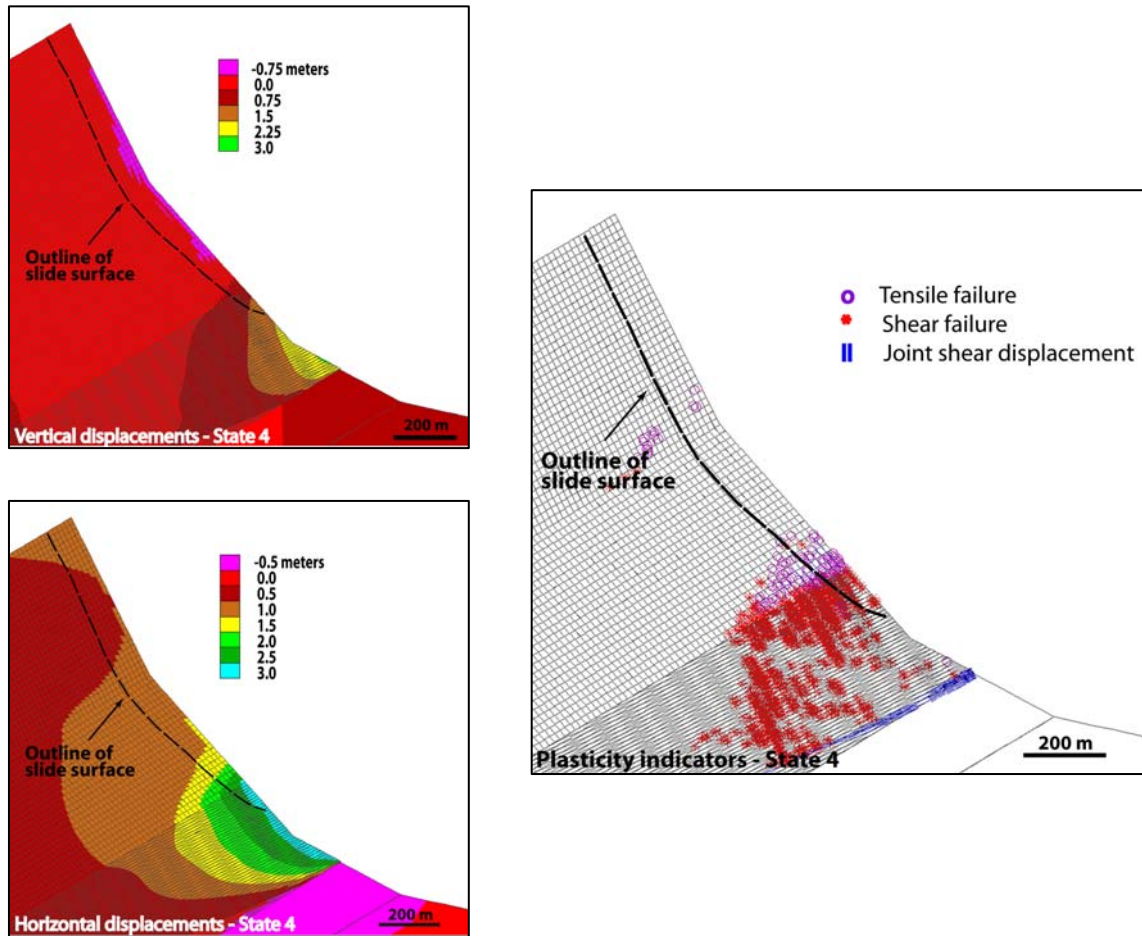 -0.75 meters
0.0
0.75
1.5
2.25
3.0
Outline of
slide surface
Vertical displacements - State 4
200 m
-0.5 meters
0.0
0.5
1.0
1.5
2.0
2.5
3.0
Outline of
slide surface
Horizontal displacements - State 4
200 m
Tensile failure
Shear failure
Joint shear displacement
Outline of
slide surface
Plasticity indicators - State 4
200 m